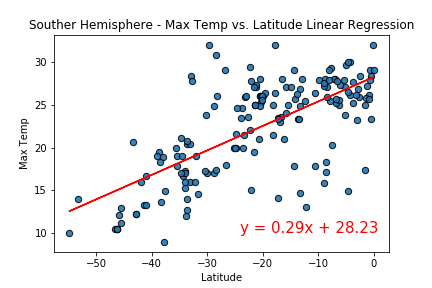 Souther Hemisphere - Max Temp vs. Latitude Linear Regression
30
25
20
15
10
Max Temp
y = 0.29x + 28.23
−50
−40
−30
−20
−10
0
Latitude